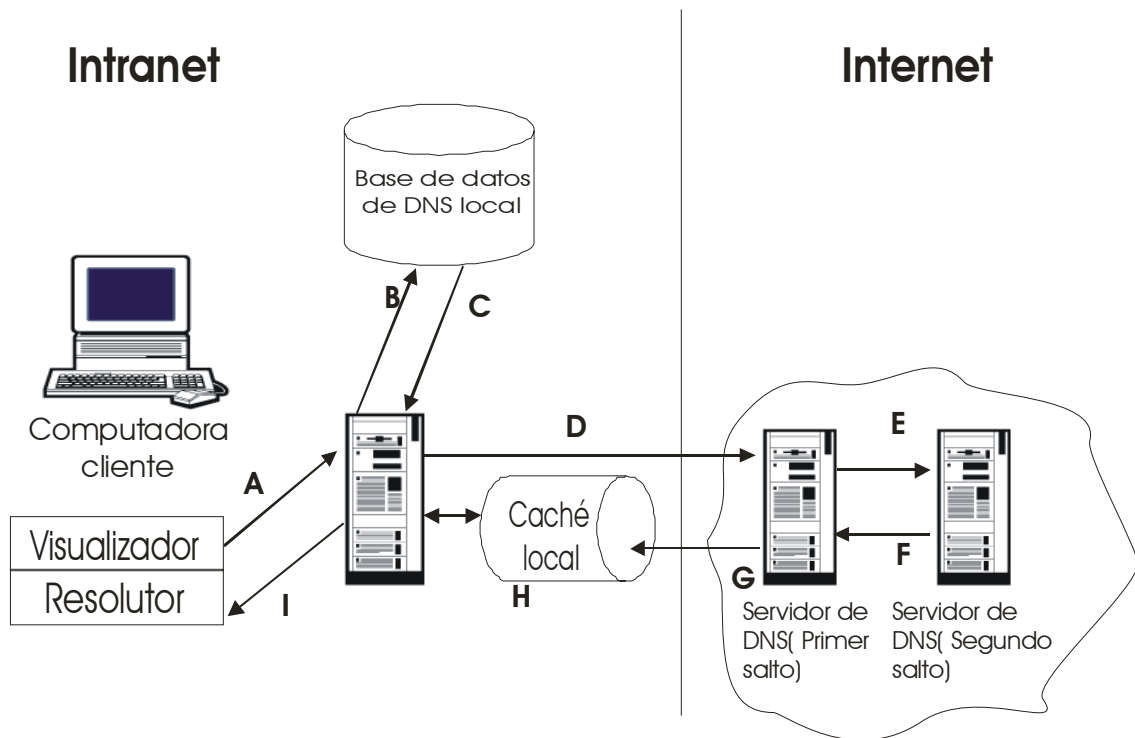 Intranet
Internet
Base de datos
de DNS local
B
C
Computadora
cliente
D
E
A
Visualizador
Resolutor
I
Caché
local
H
G
F
Servidor de
DNS( Primer
salto)
Servidor de
DNS( Segundo
salto)